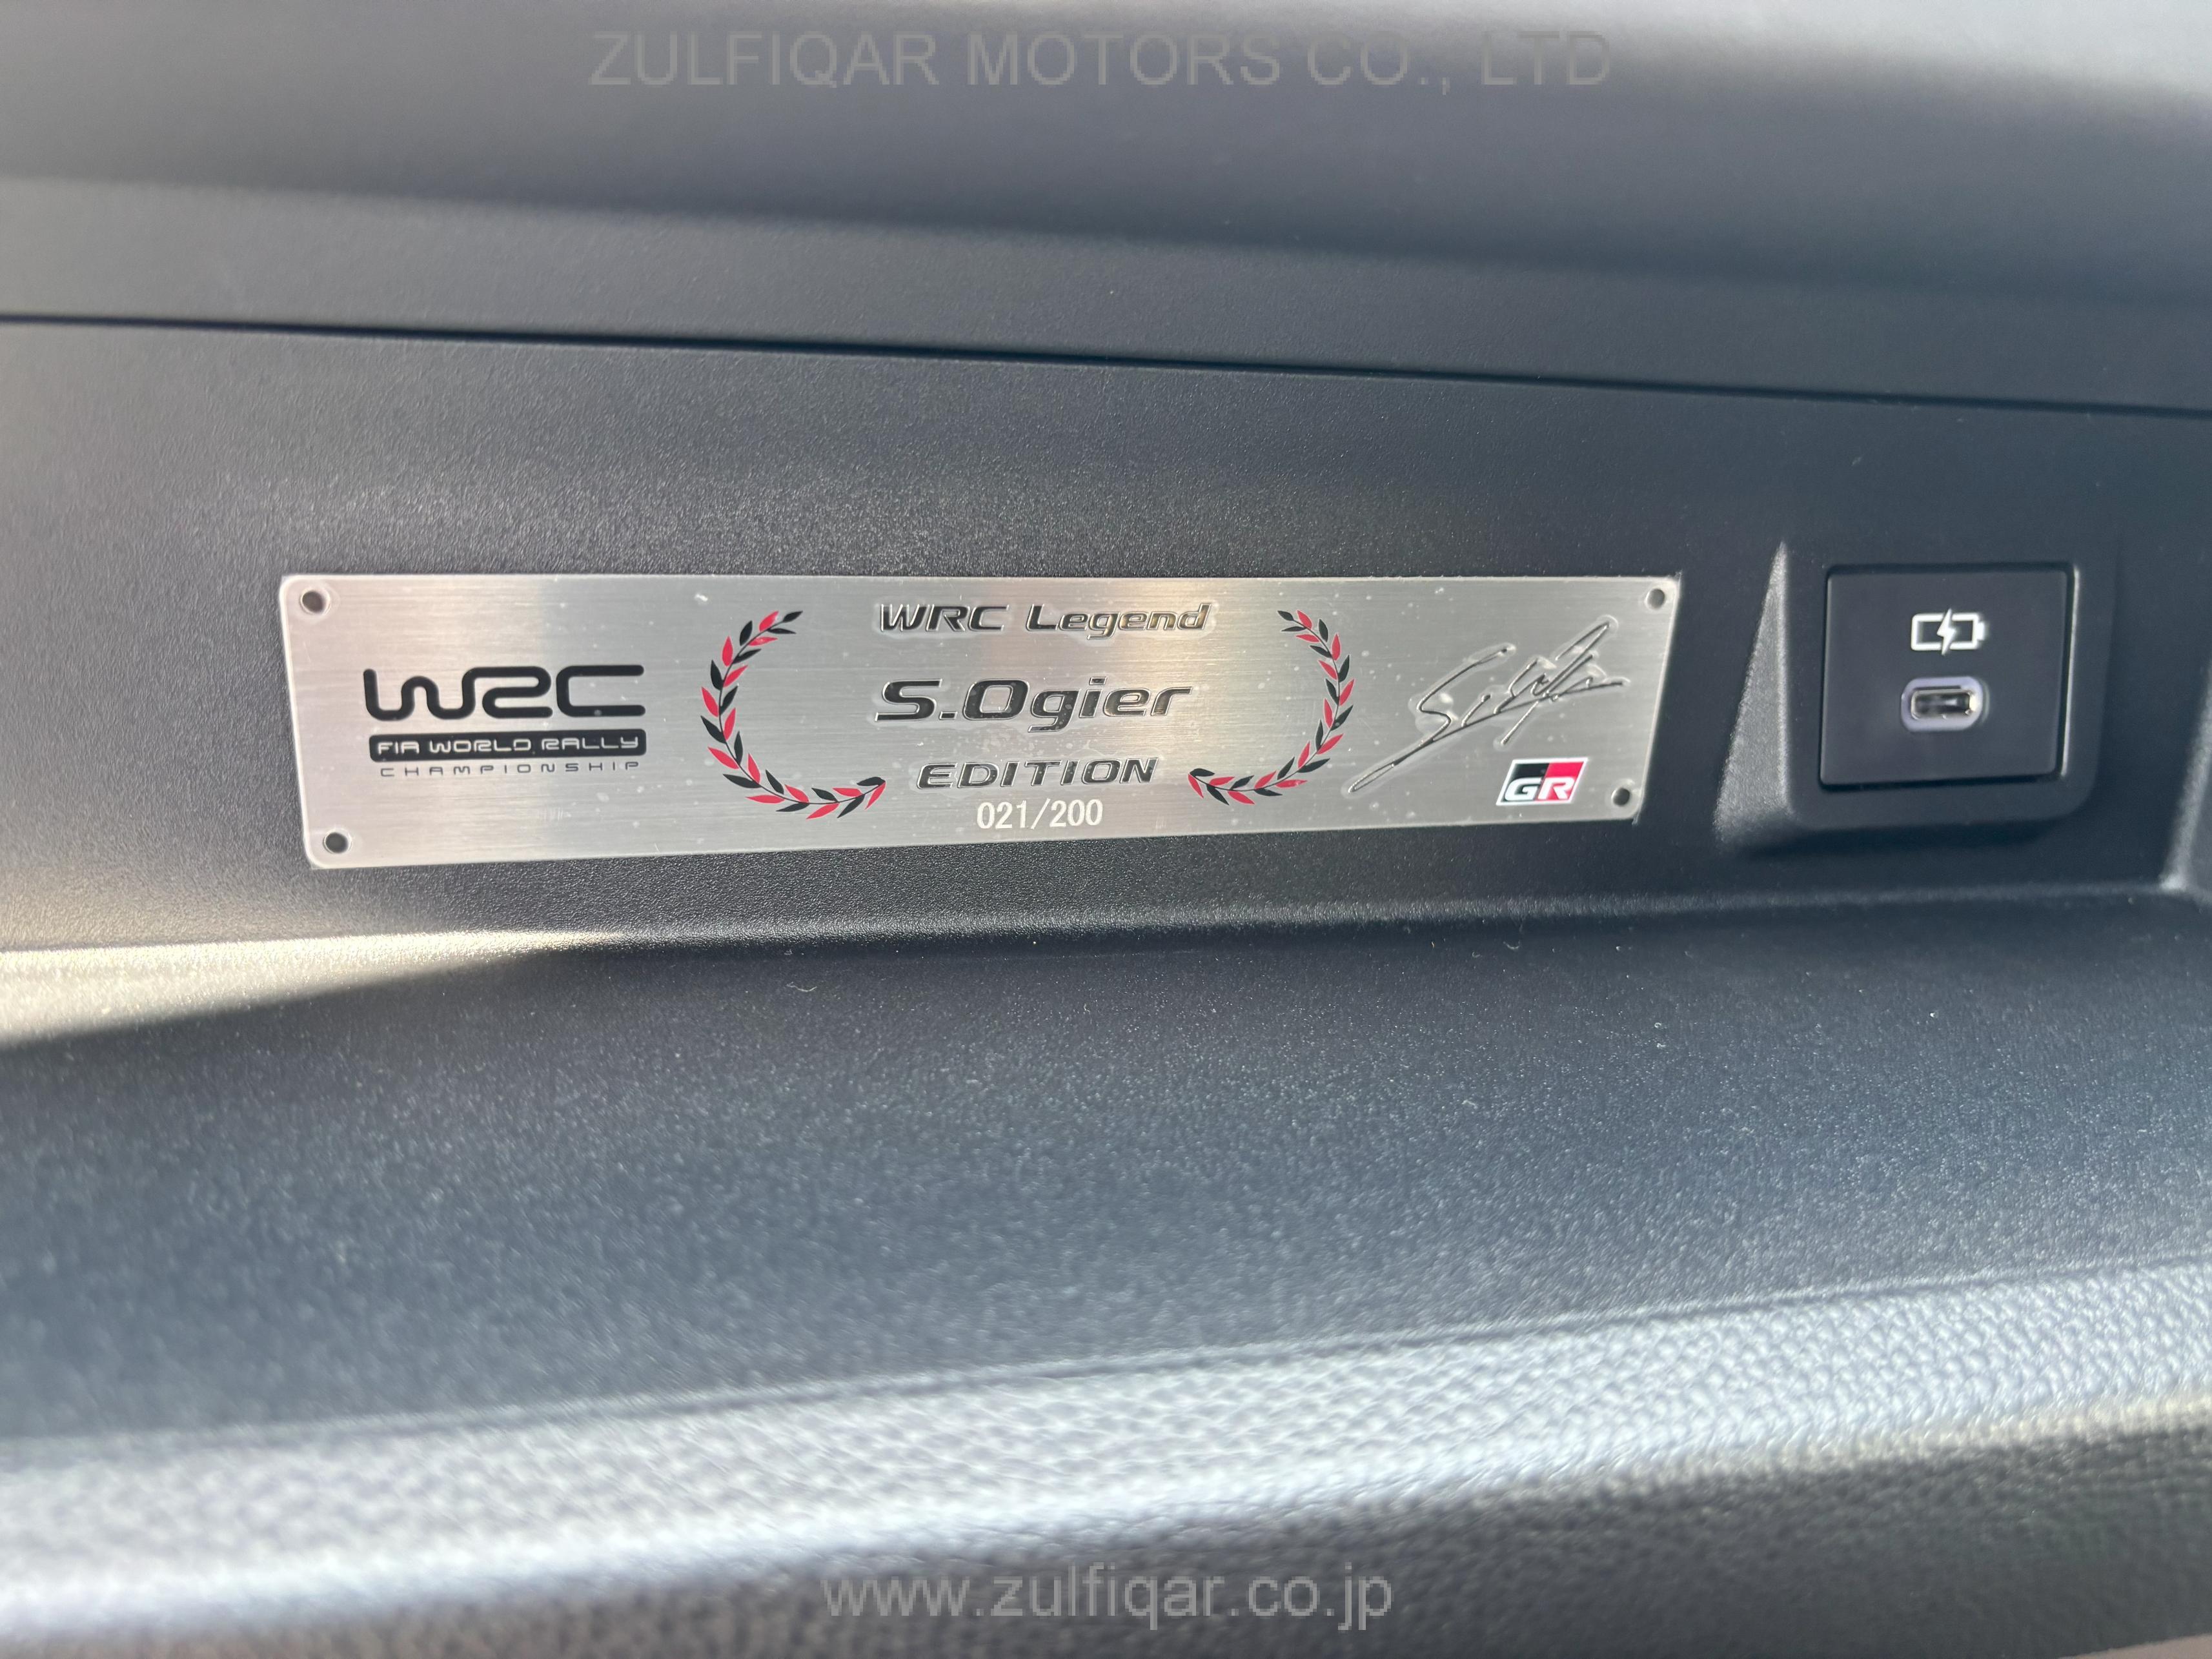 ZULFIQAR MOTORS CO., LTD
WRC
FIA WORLD RALLY
CHAMPIONSHIP
WRC Legend
S.Ogier
EDITION
021/200
GR
www.zulfiqar.co.jp